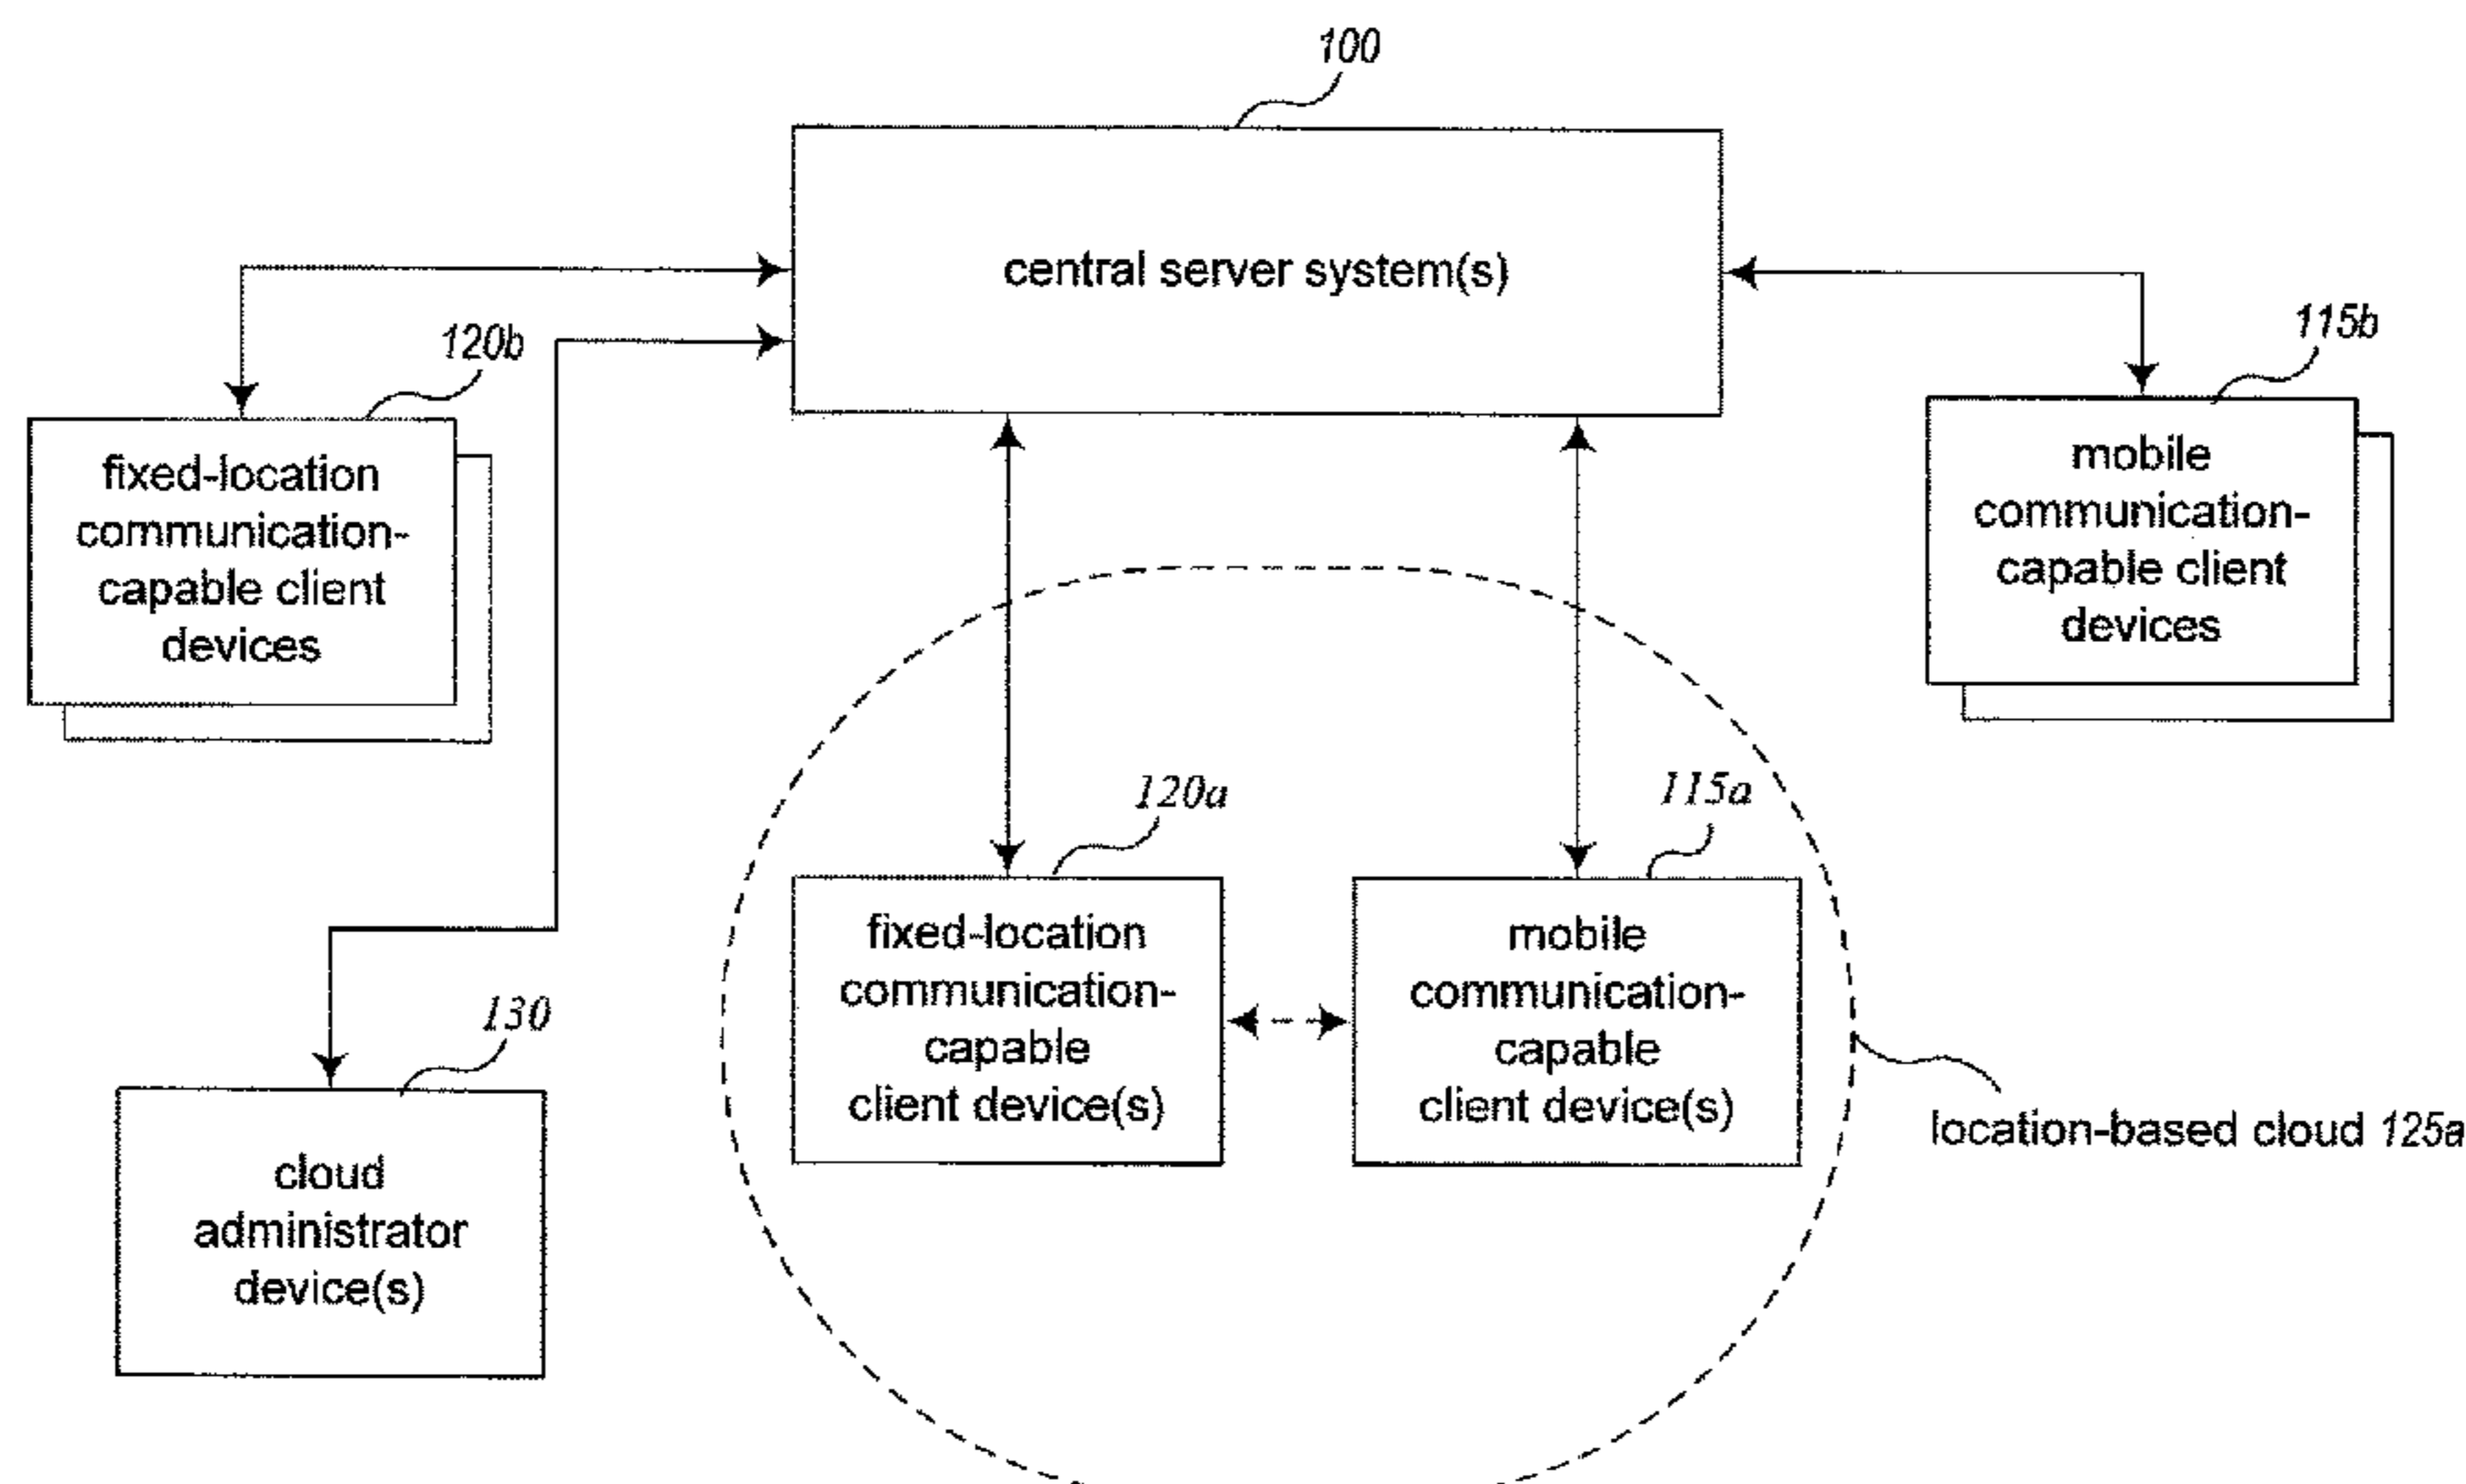 100
central server system(s)
120b
115b
fixed-location
communication-
capable client
devices
mobile
communication-
capable client
devices
120a
115a
fixed-location
communication-
capable
client device(s)
mobile
communication-
capable
client device(s)
130
cloud
administrator
device(s)
location-based cloud 125a